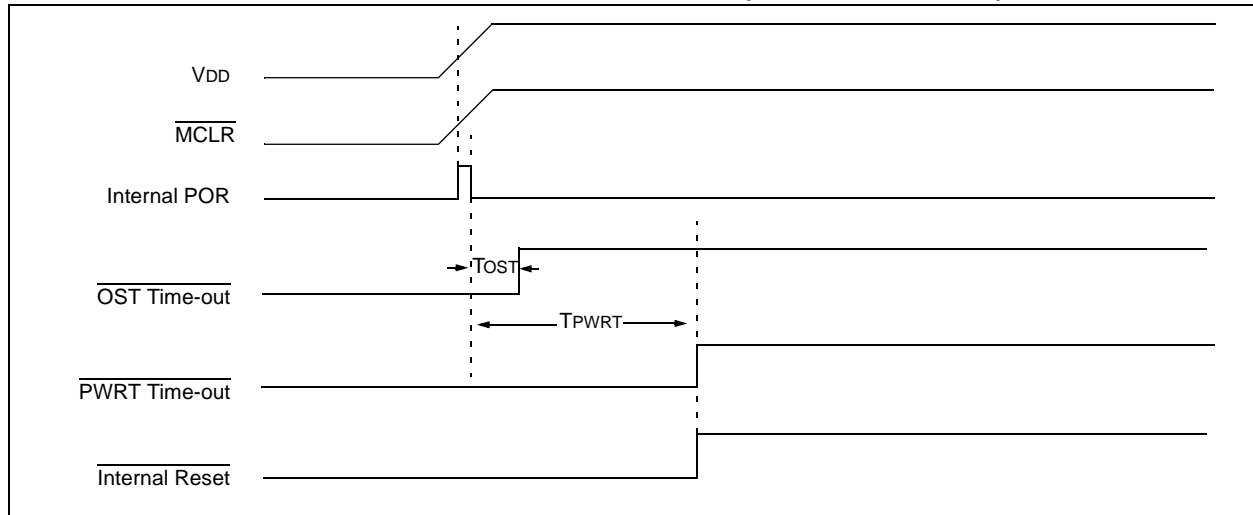 VDD
MCLR
Internal POR
TOST
OST Time-out
TPWRT
PWRT Time-out
Internal Reset